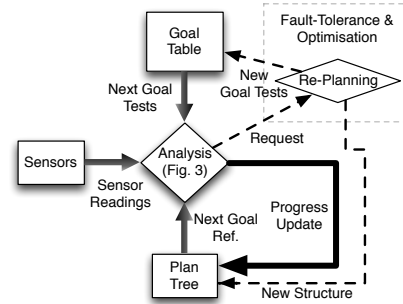 Fault-Tolerance &
Optimisation
Goal
Table
Re-Planning
Next Goal
Tests
New
Goal Tests
Request
Sensors
Analysis
(Fig. 3)
Sensor
Readings
Next Goal
Ref.
Progress
Update
Plan
Tree
New Structure